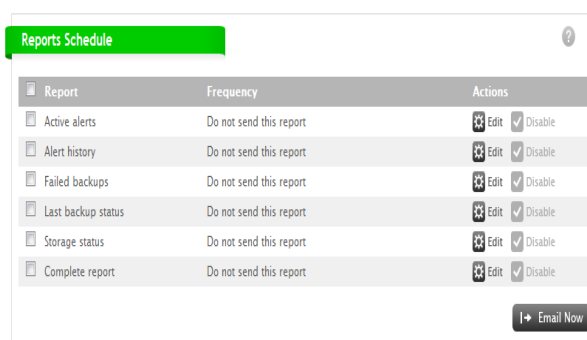 Reports Schedule
?
Report Frequency Actions
Active alerts Do not send this report Edit Disable
Alert history Do not send this report Edit Disable
Failed backups Do not send this report Edit Disable
Last backup status Do not send this report Edit Disable
Storage status Do not send this report Edit Disable
Complete report Do not send this report Edit Disable
Email Now